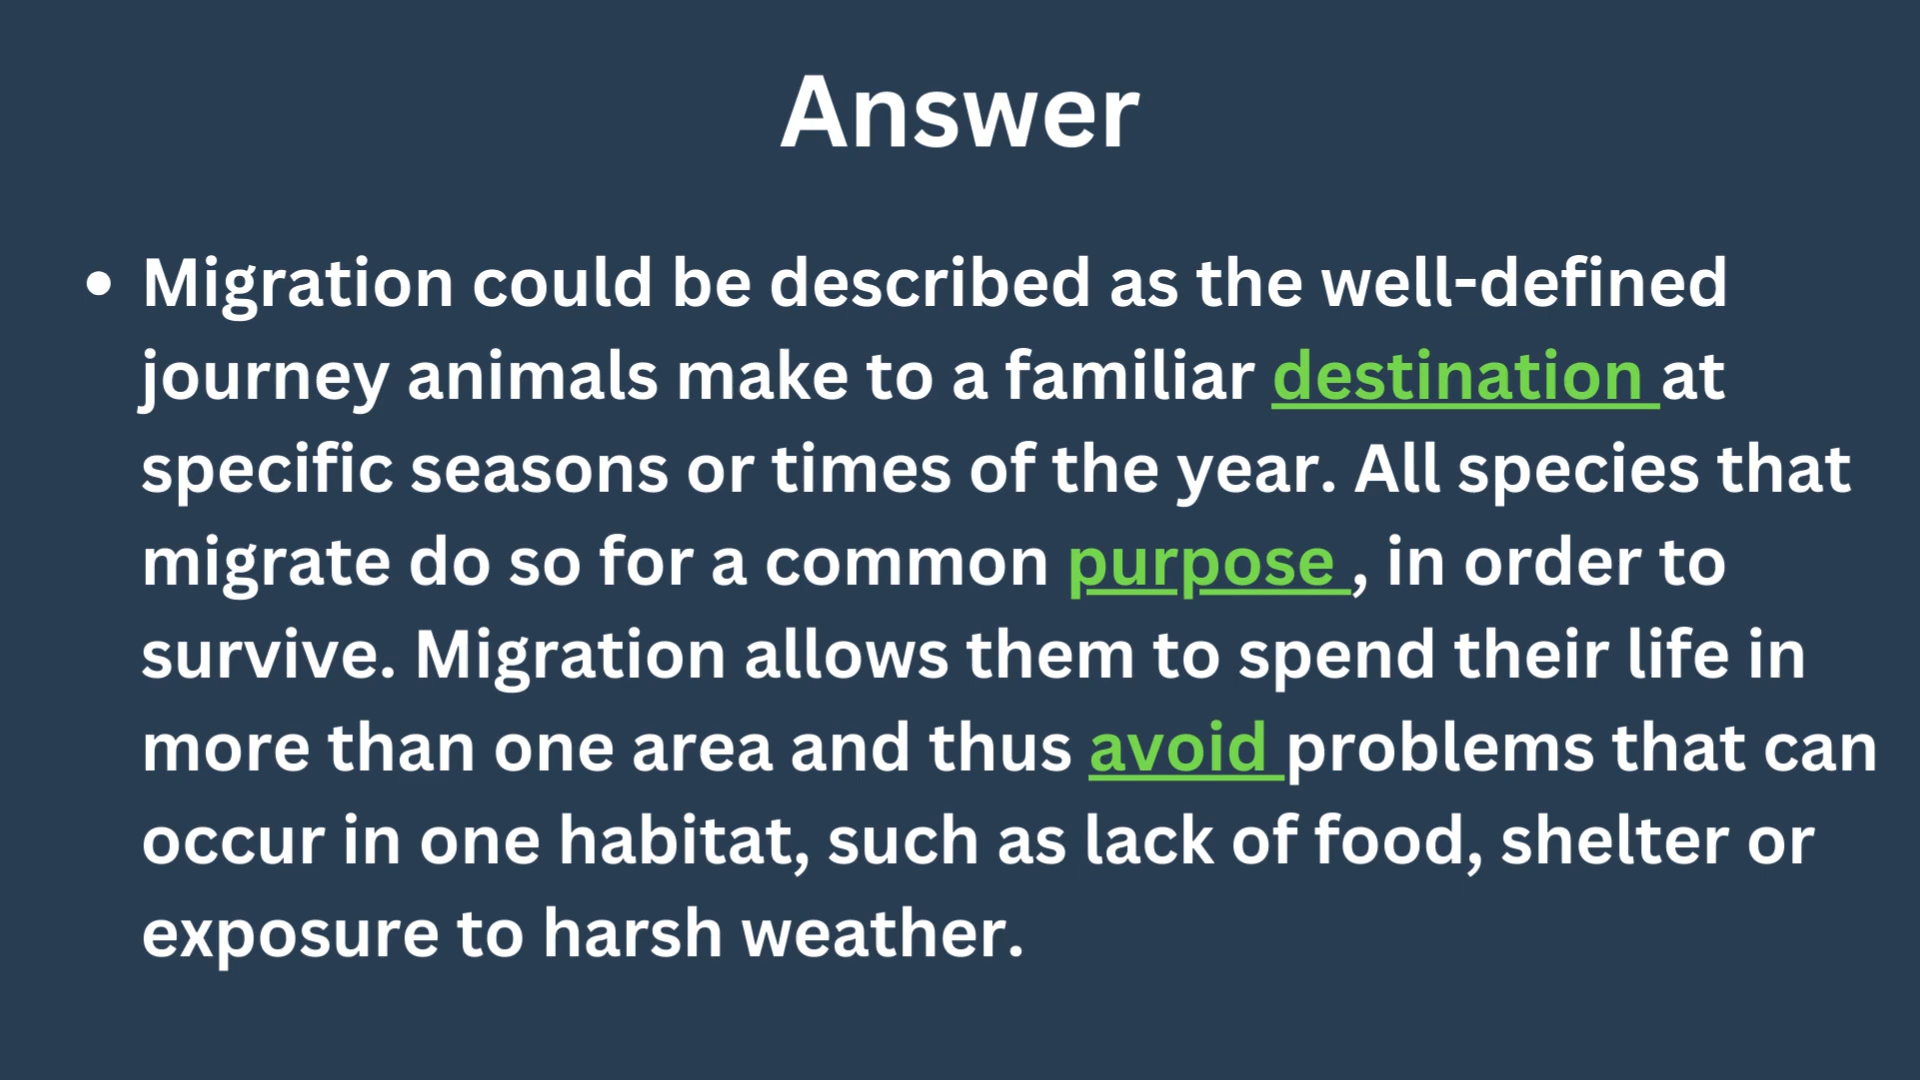 Answer
• Migration could be described as the well-defined
journey animals make to a familiar destination at
specific seasons or times of the year. All species that
migrate do so for a common purpose , in order to
survive. Migration allows them to spend their life in
more than one area and thus avoid problems that can
occur in one habitat, such as lack of food, shelter or
exposure to harsh weather.